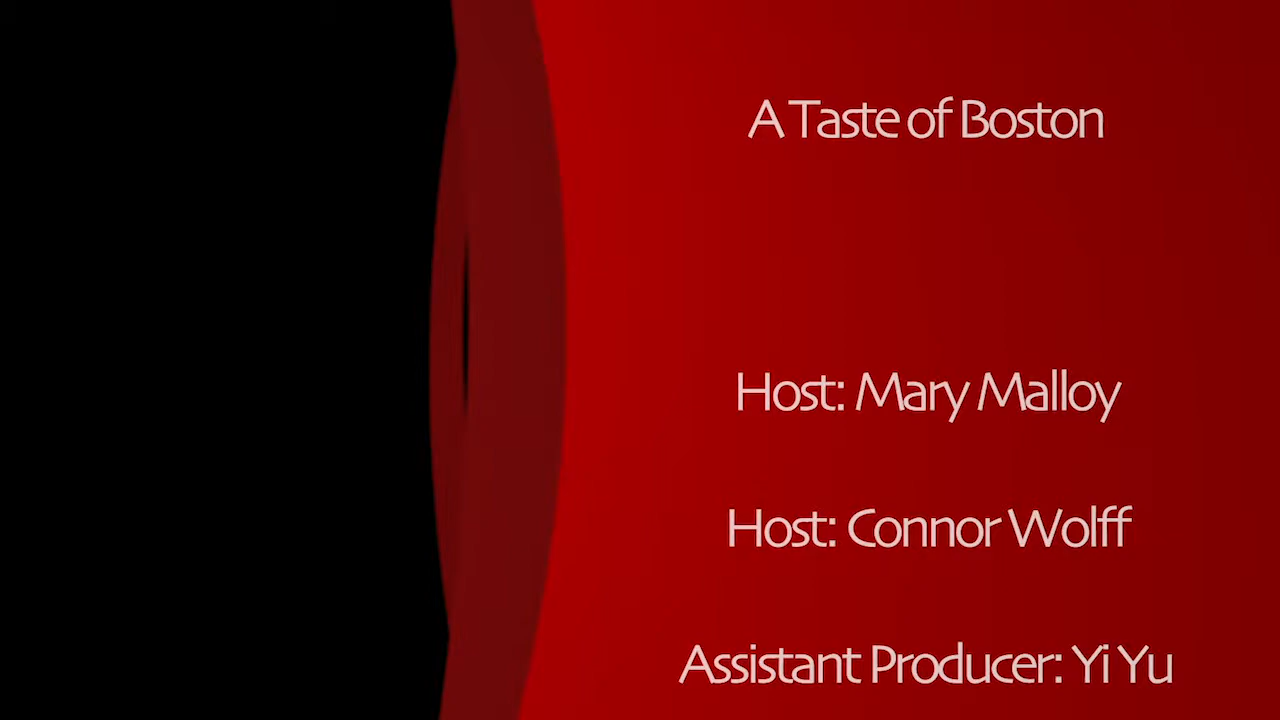 A Taste of Boston
Host: Mary Malloy
Host: Connor Wolff
Assistant Producer: Yi Yu